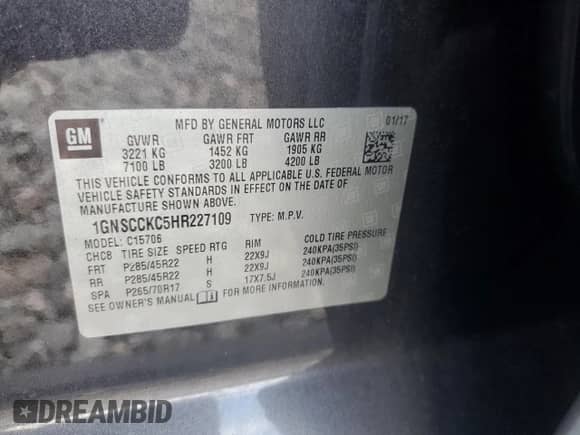 GM
MFD BY GENERAL MOTORS LLC 01/17
GVWR GAWR FRT GAWR RR
3221 KG 1452 KG 1905 KG
7100 LB 3200 LB 4200 LB
THIS VEHICLE CONFORMS TO ALL APPLICABLE U.S. FEDERAL MOTOR
VEHICLE SAFETY STANDARDS IN EFFECT ON THE DATE OF
MANUFACTURE SHOWN ABOVE.
1GNSCCKC5HR227109 TYPE: M.P.V.
MODEL: C15706
CHC8 TIRE SIZE SPEED RTG RIM COLD TIRE PRESSURE
FRT P285/45R22 H 22X9J 240KPA(35PSI)
RR P285/45R22 H 22X9J 240KPA(35PSI)
SPA P265/70R17 S 17X7.5J 240KPA(35PSI)
SEE OWNER'S MANUAL FOR MORE INFORMATION.
DREAMBID